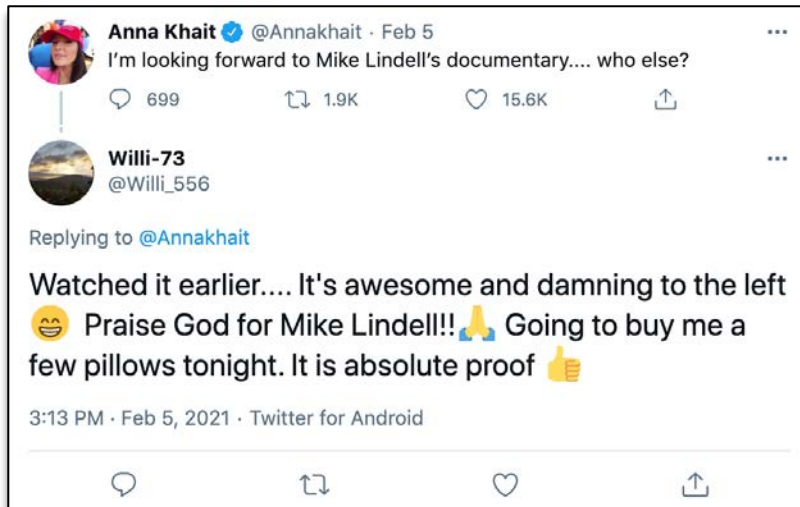 Anna Khait @Annakhait · Feb 5
I'm looking forward to Mike Lindell's documentary.... who else?
699 1.9K 15.6K
Willi-73
@Willi_556
Replying to @Annakhait
Watched it earlier.... It's awesome and damning to the left
😁 Praise God for Mike Lindell!!🙏 Going to buy me a
few pillows tonight. It is absolute proof 👍
3:13 PM · Feb 5, 2021 · Twitter for Android